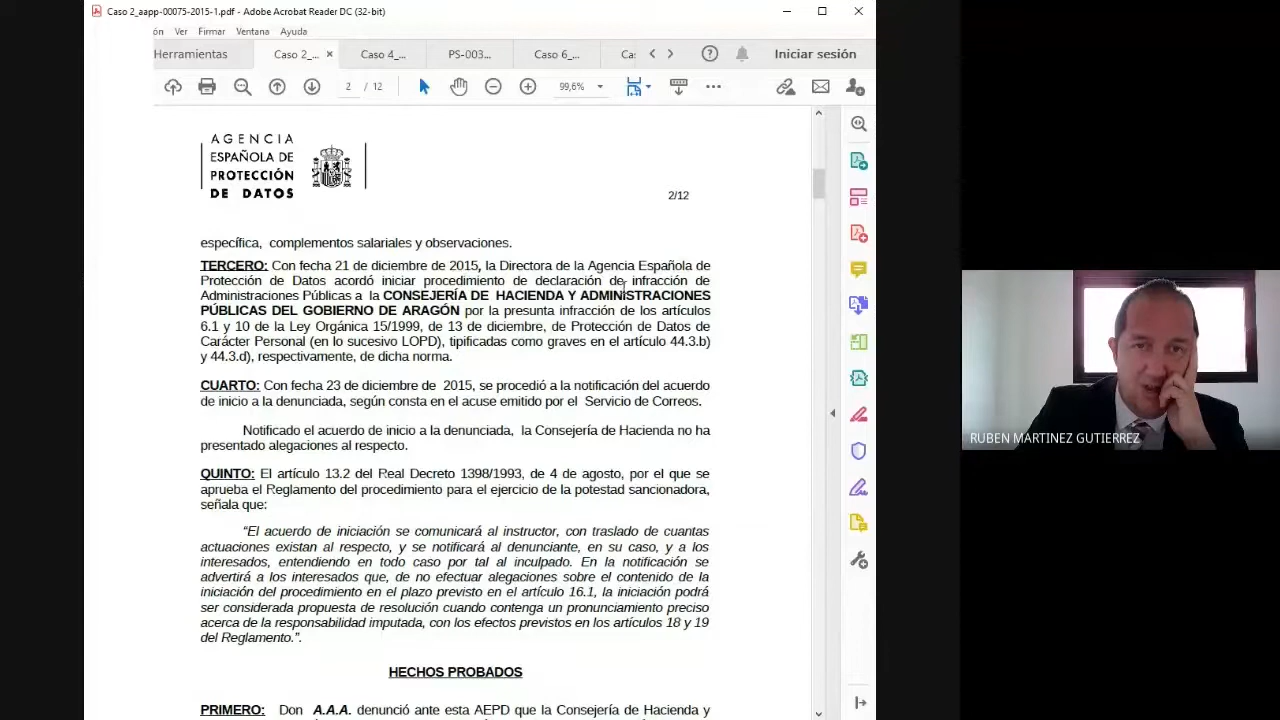 Caso 2_aapp-00075-2015-1.pdf - Adobe Acrobat Reader DC (32-bit)
ón Ver Firmar Ventana Ayuda
Herramientas Caso 2_... × Caso 4_... PS-003... Caso 6_... Ca: Iniciar sesión
2 / 12 99,6%
AGENCIA
ESPAÑOLA DE
PROTECCIÓN
DE DATOS
2/12
específica, complementos salariales y observaciones.
TERCERO: Con fecha 21 de diciembre de 2015, la Directora de la Agencia Española de
Protección de Datos acordó iniciar procedimiento de declaración de infracción de
Administraciones Públicas a la CONSEJERÍA DE HACIENDA Y ADMINISTRACIONES
PÚBLICAS DEL GOBIERNO DE ARAGÓN por la presunta infracción de los artículos
6.1 y 10 de la Ley Orgánica 15/1999, de 13 de diciembre, de Protección de Datos de
Carácter Personal (en lo sucesivo LOPD), tipificadas como graves en el artículo 44.3.b)
y 44.3.d), respectivamente, de dicha norma.
CUARTO: Con fecha 23 de diciembre de 2015, se procedió a la notificación del acuerdo
de inicio a la denunciada, según consta en el acuse emitido por el Servicio de Correos.
Notificado el acuerdo de inicio a la denunciada, la Consejería de Hacienda no ha
presentado alegaciones al respecto.
QUINTO: El artículo 13.2 del Real Decreto 1398/1993, de 4 de agosto, por el que se
aprueba el Reglamento del procedimiento para el ejercicio de la potestad sancionadora,
señala que:
“El acuerdo de iniciación se comunicará al instructor, con traslado de cuantas
actuaciones existan al respecto, y se notificará al denunciante, en su caso, y a los
interesados, entendiendo en todo caso por tal al inculpado. En la notificación se
advertirá a los interesados que, de no efectuar alegaciones sobre el contenido de la
iniciación del procedimiento en el plazo previsto en el artículo 16.1, la iniciación podrá
ser considerada propuesta de resolución cuando contenga un pronunciamiento preciso
acerca de la responsabilidad imputada, con los efectos previstos en los artículos 18 y 19
del Reglamento.”.
HECHOS PROBADOS
PRIMERO: Don A.A.A. denunció ante esta AEPD que la Consejería de Hacienda y
RUBEN MARTINEZ GUTIERREZ